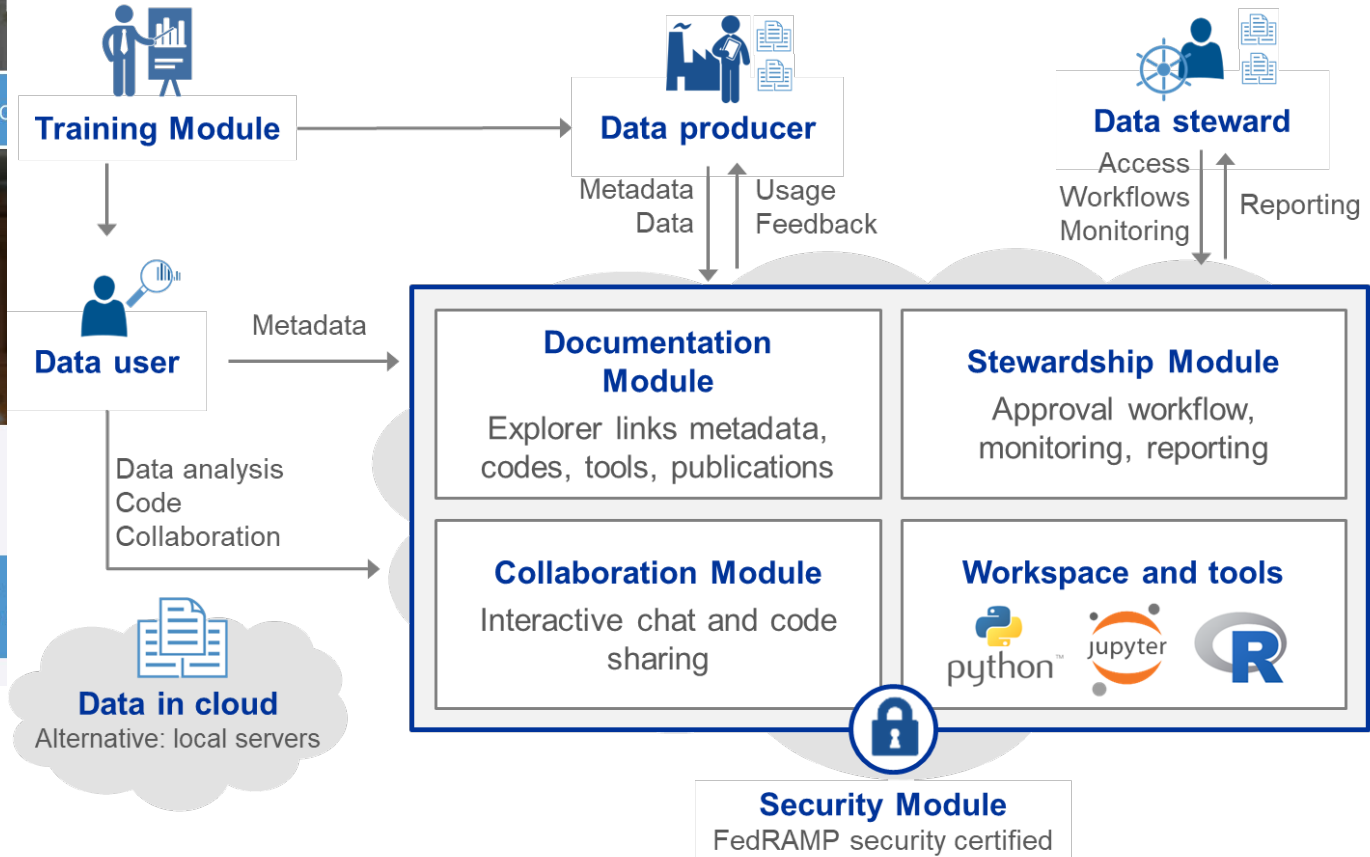 Training Module
Data producer
Data steward
Metadata
Data
Usage
Feedback
Access
Workflows
Monitoring
Reporting
Data user
Metadata
Data analysis
Code
Collaboration
Documentation
Module
Explorer links metadata,
codes, tools, publications
Stewardship Module
Approval workflow,
monitoring, reporting
Collaboration Module
Interactive chat and code
sharing
Workspace and tools
python™
jupyter
R
Data in cloud
Alternative: local servers
Security Module
FedRAMP security certified